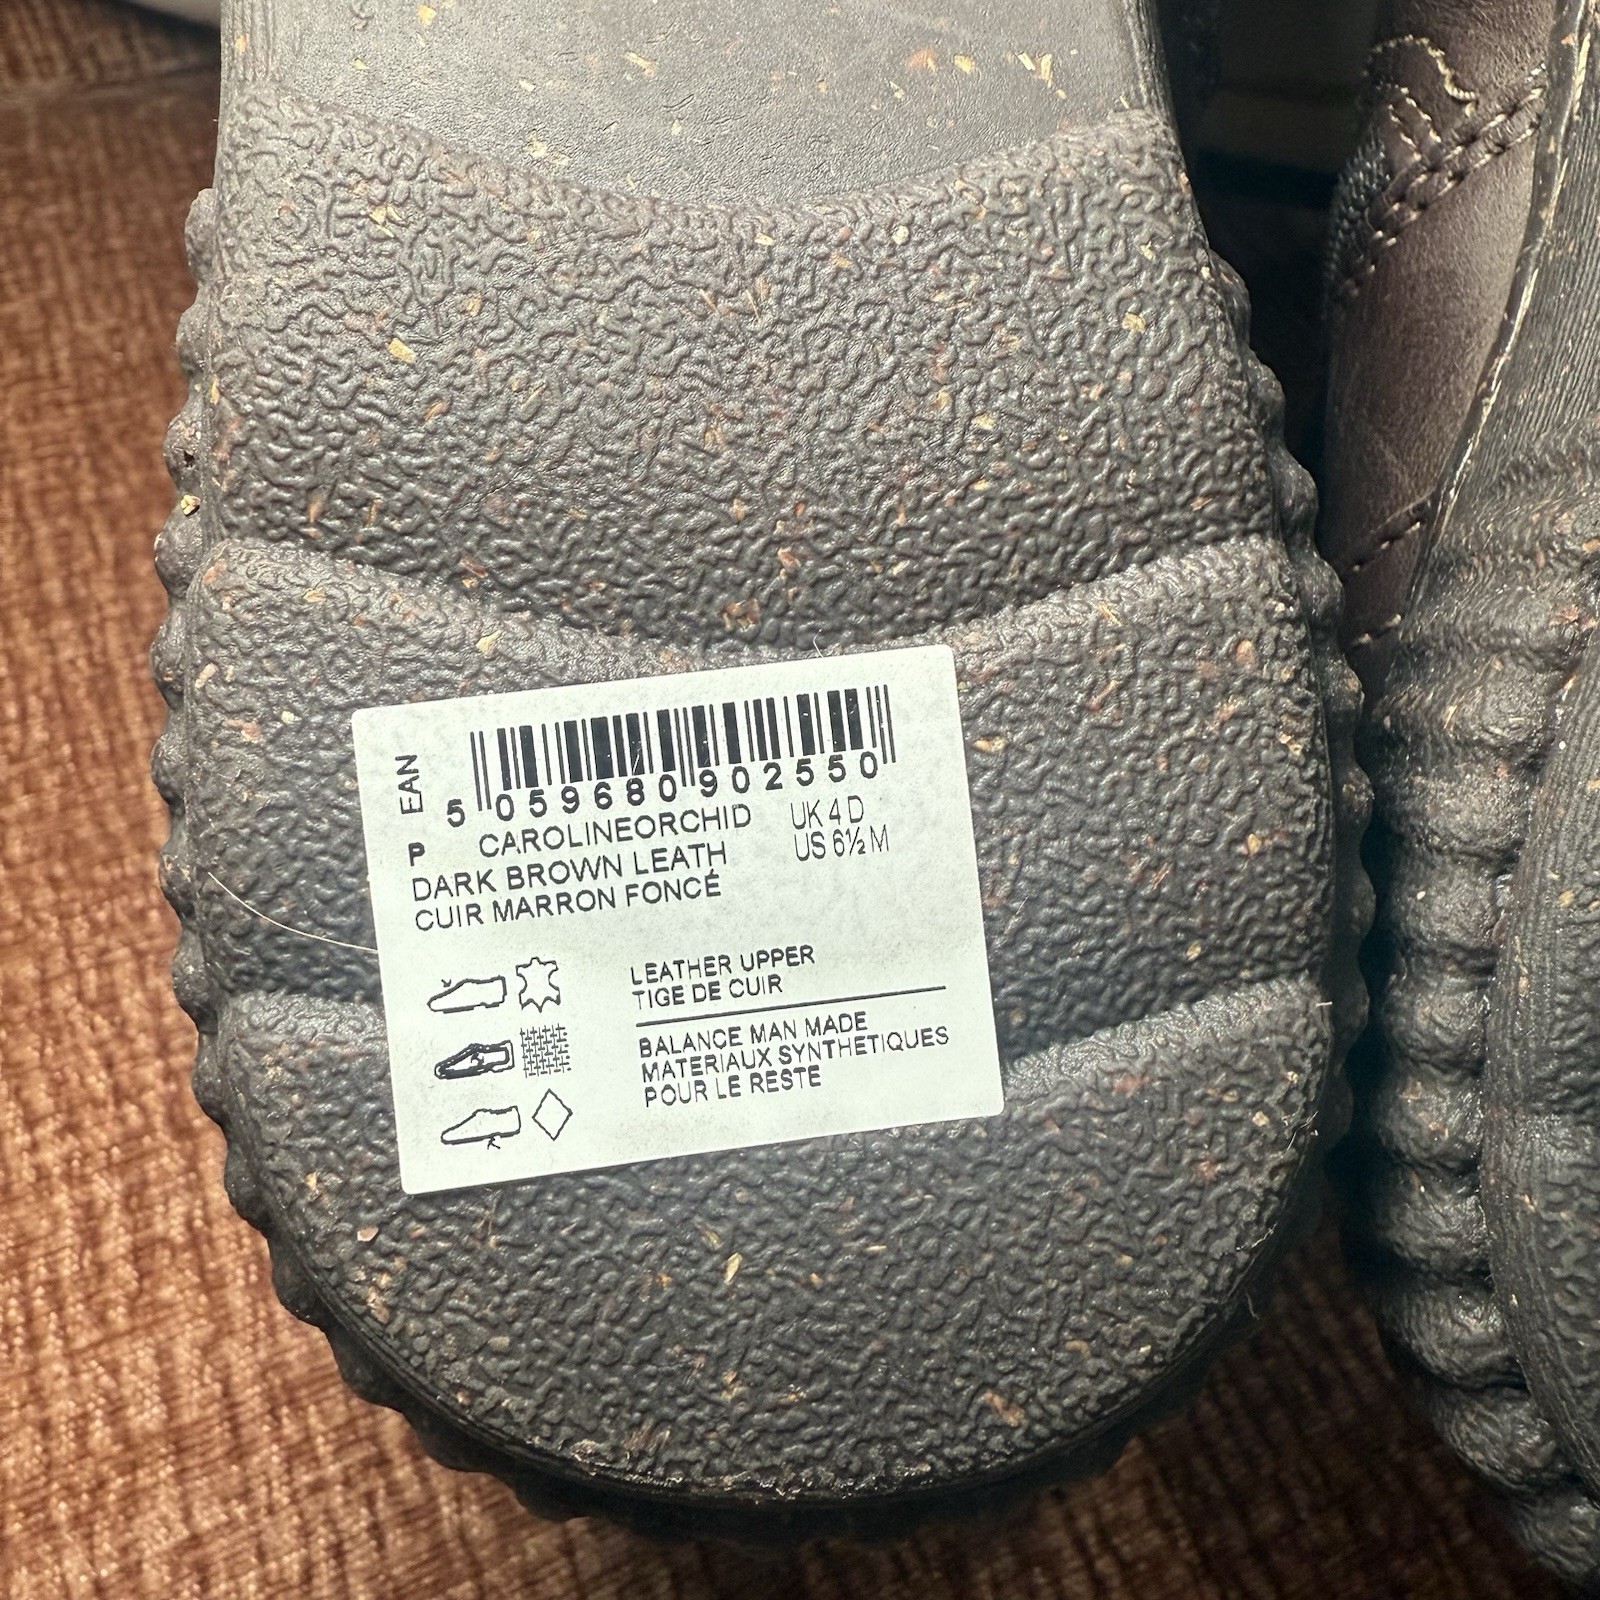 EAN
5 059680 902550
P CAROLINEORCHID UK 4 D
DARK BROWN LEATH US 6½ M
CUIR MARRON FONCÉ
LEATHER UPPER
TIGE DE CUIR
BALANCE MAN MADE
MATERIAUX SYNTHETIQUES
POUR LE RESTE